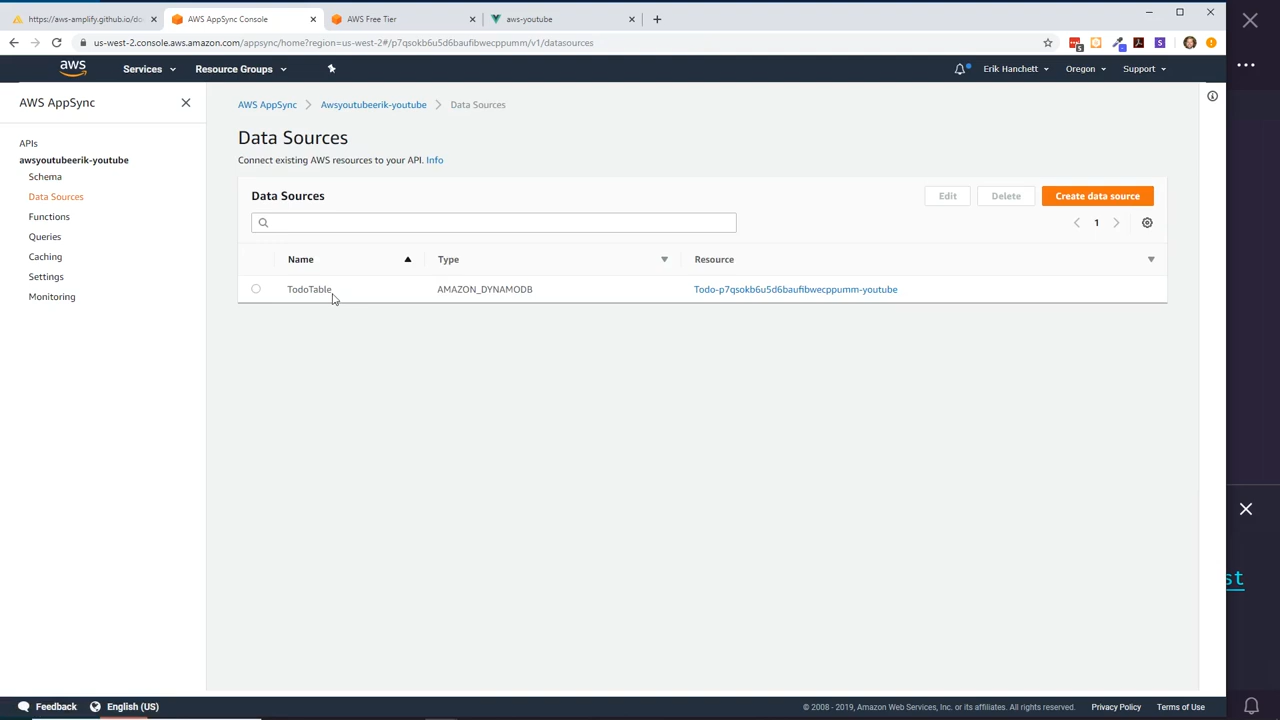 https://aws-amplify.github.io/do
AWS AppSync Console
AWS Free Tier
aws-youtube
us-west-2.console.aws.amazon.com/appsync/home?region=us-west-2#/p7qsokb6u5d6baufibwecppumm/v1/datasources
aws
Services
Resource Groups
Erik Hanchett
Oregon
Support
AWS AppSync
AWS AppSync
Awsyoutubeerik-youtube
Data Sources
APIs
awsyoutubeerik-youtube
Schema
Data Sources
Functions
Queries
Caching
Settings
Monitoring
Data Sources
Connect existing AWS resources to your API. Info
Data Sources
Edit
Delete
Create data source
1
Name
Type
Resource
TodoTable
AMAZON_DYNAMODB
Todo-p7qsokb6u5d6baufibwecppumm-youtube
st
Feedback
English (US)
© 2008 - 2019, Amazon Web Services, Inc. or its affiliates. All rights reserved.
Privacy Policy
Terms of Use